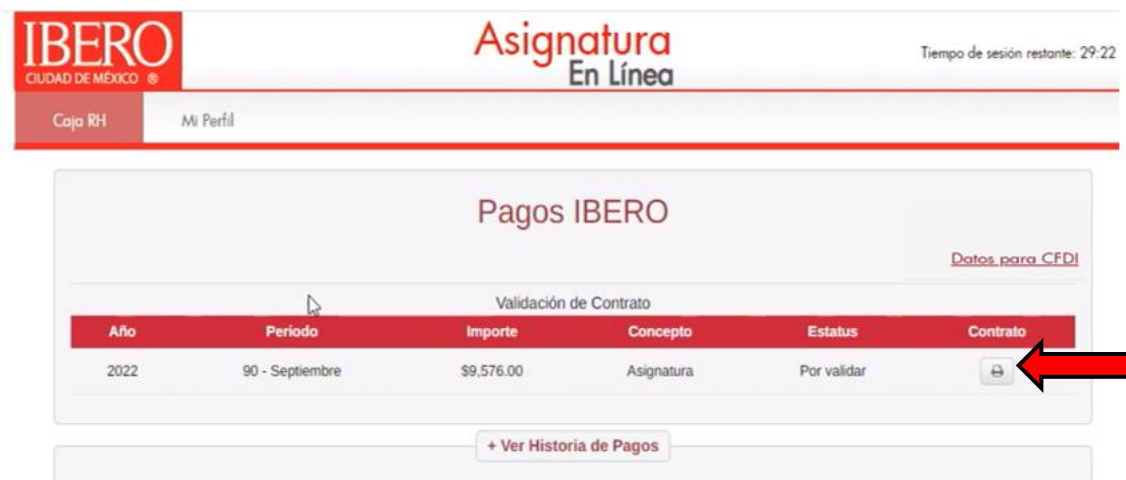 IBERO
CIUDAD DE MÉXICO ®
Asignatura
En Línea
Tiempo de sesión restante: 29:22
Caja RH Mi Perfil
Pagos IBERO
Datos para CFDI
Validación de Contrato
Año Periodo Importe Concepto Estatus Contrato
2022 90 - Septiembre $9,576.00 Asignatura Por validar
+ Ver Historia de Pagos